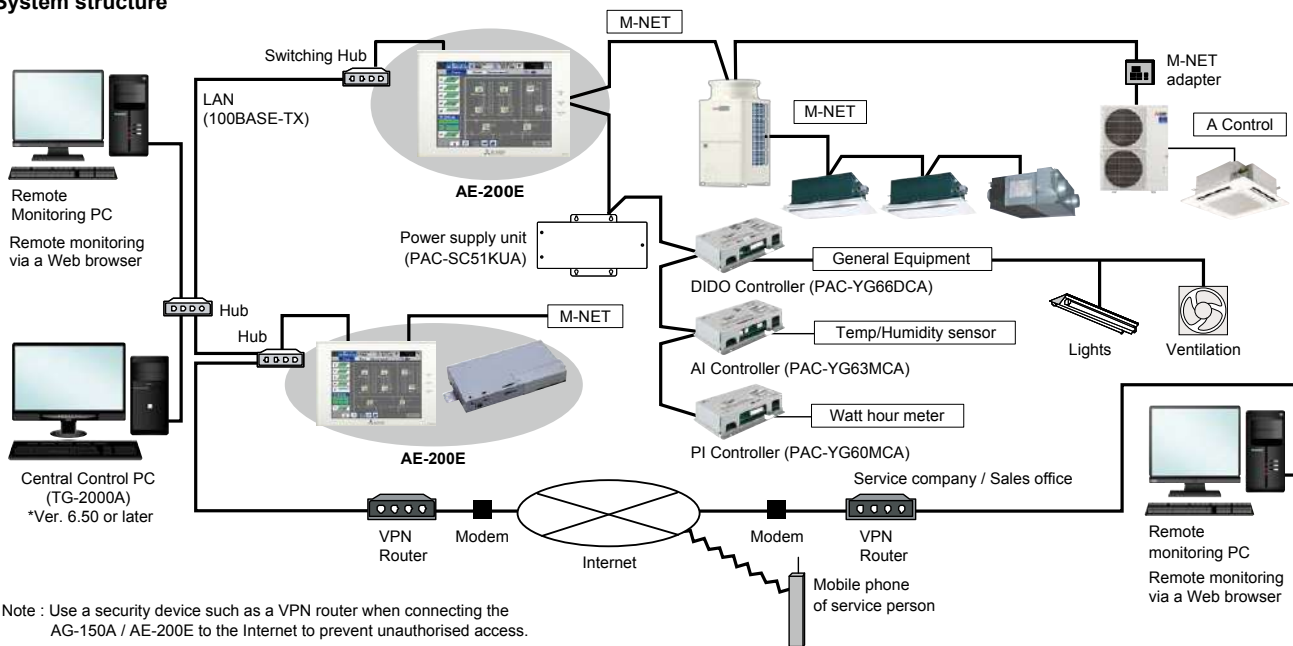 System structure
M-NET
Switching Hub
LAN
(100BASE-TX)
AE-200E
M-NET
M-NET
adapter
A Control
Remote
Monitoring PC
Remote monitoring
via a Web browser
Power supply unit
(PAC-SC51KUA)
General Equipment
DIDO Controller (PAC-YG66DCA)
Hub
Hub
M-NET
Temp/Humidity sensor
AI Controller (PAC-YG63MCA)
Lights
Ventilation
Watt hour meter
PI Controller (PAC-YG60MCA)
AE-200E
Central Control PC
(TG-2000A)
*Ver. 6.50 or later
Service company / Sales office
VPN
Router
Modem
Internet
Modem
VPN
Router
Remote
monitoring PC
Remote monitoring
via a Web browser
Mobile phone
of service person
Note : Use a security device such as a VPN router when connecting the
AG-150A / AE-200E to the Internet to prevent unauthorised access.